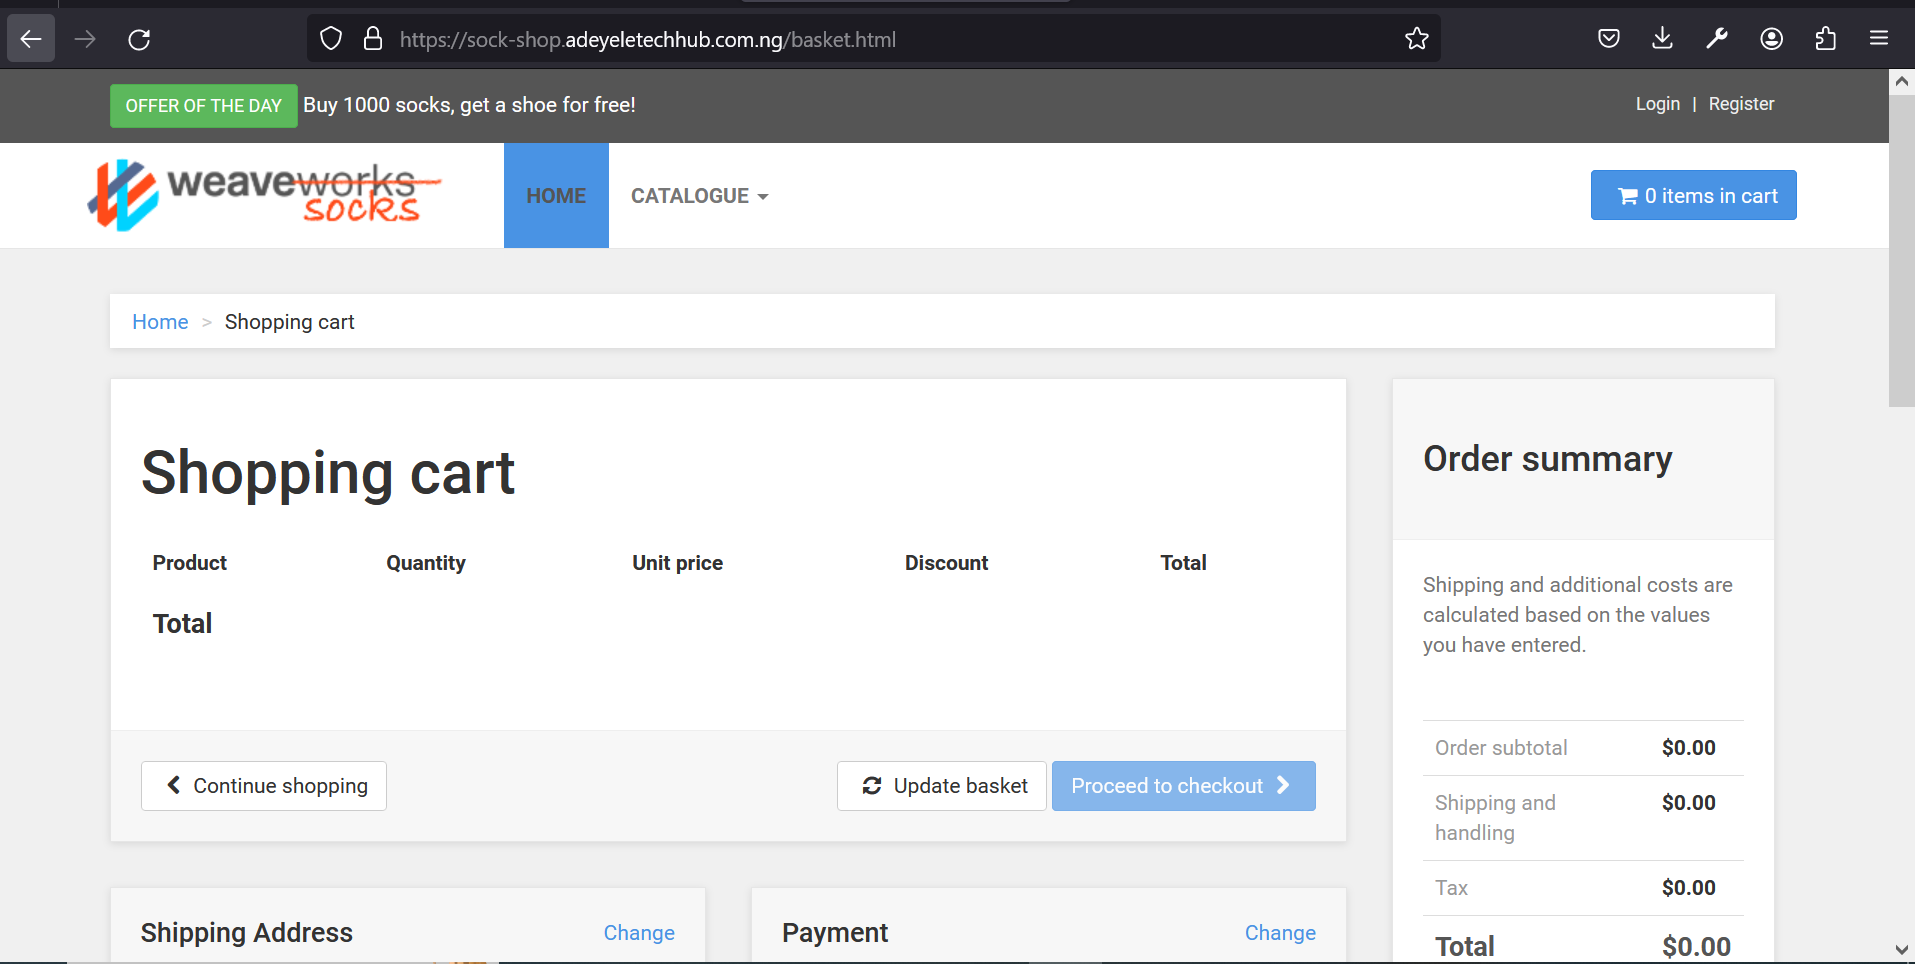 https://sock-shop.adeyeletechhub.com.ng/basket.html
OFFER OF THE DAY Buy 1000 socks, get a shoe for free!
Login | Register
weaveworks
socks
HOME
CATALOGUE
0 items in cart
Home > Shopping cart
Shopping cart
Product Quantity Unit price Discount Total
Total
Continue shopping
Update basket
Proceed to checkout
Order summary
Shipping and additional costs are
calculated based on the values
you have entered.
Order subtotal $0.00
Shipping and
handling $0.00
Tax $0.00
Total $0.00
Shipping Address Change
Payment Change